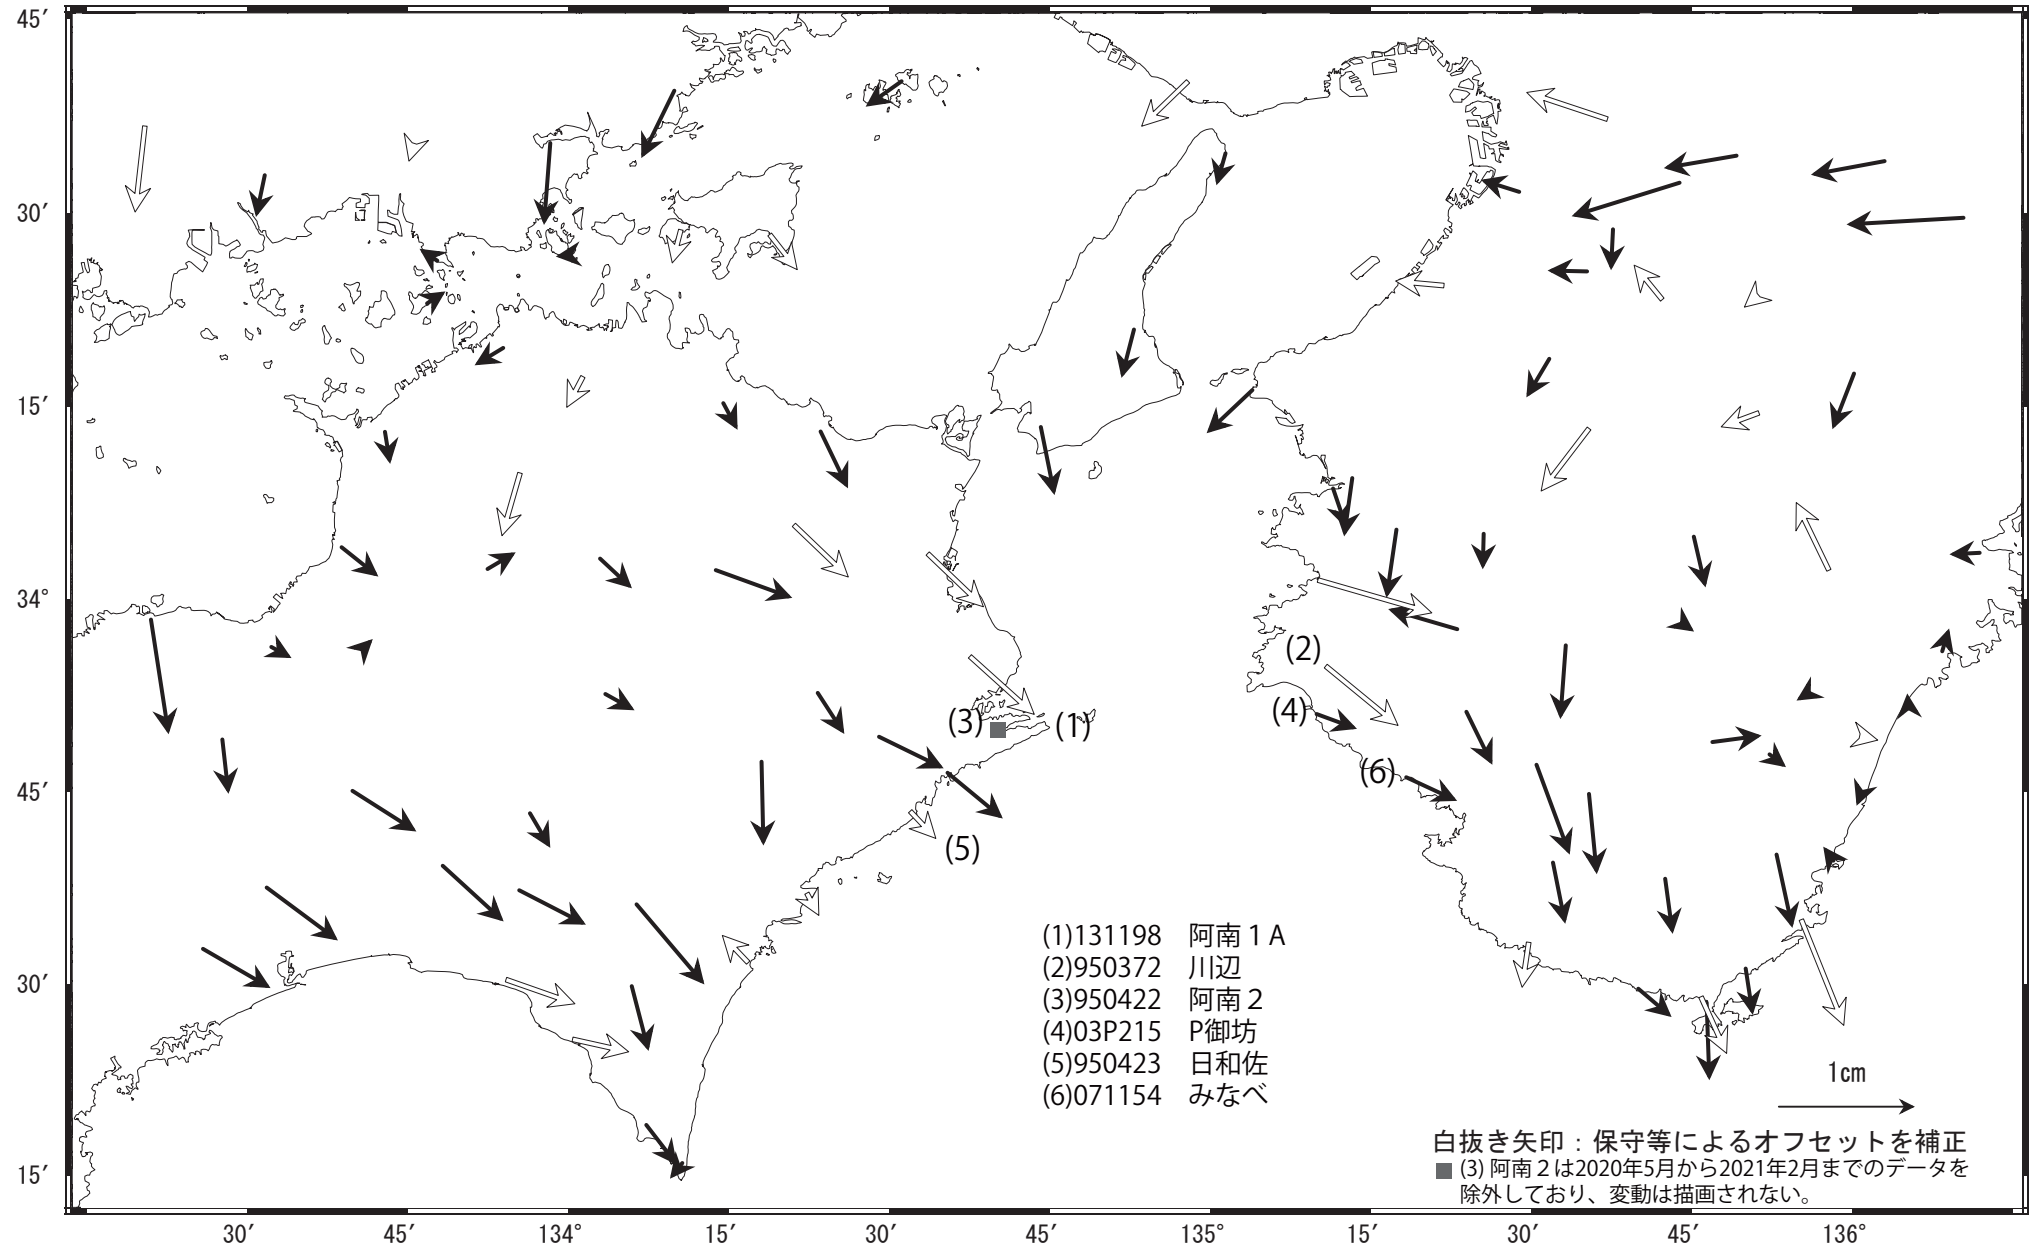 45′
30′
15′
34°
45′
30′
15′
(2)
(4)
(3)
(1)
(6)
(5)
(1)131198 阿南１A
(2)950372 川辺
(3)950422 阿南２
(4)03P215 P御坊
(5)950423 日和佐
(6)071154 みなべ
1cm
白抜き矢印：保守等によるオフセットを補正
■ (3) 阿南２は2020年5月から2021年2月までのデータを
除外しており、変動は描画されない。
30′ 45′ 134° 15′ 30′ 45′ 135° 15′ 30′ 45′ 136°